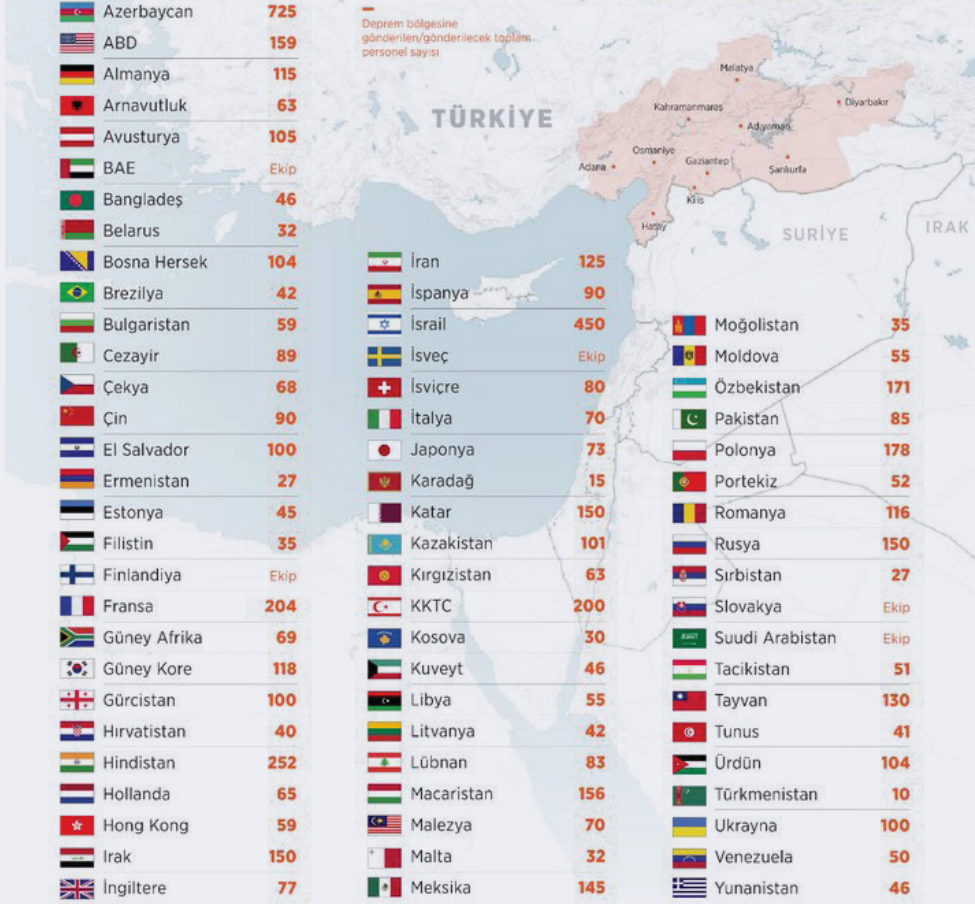 Azerbaycan 725
ABD 159
Almanya 115
Arnavutluk 63
Avusturya 105
BAE Ekip
Bangladeş 46
Belarus 32
Bosna Hersek 104
Brezilya 42
Bulgaristan 59
Cezayir 89
Çekya 68
Çin 90
El Salvador 100
Ermenistan 27
Estonya 45
Filistin 35
Finlandiya Ekip
Fransa 204
Güney Afrika 69
Güney Kore 118
Gürcistan 100
Hırvatistan 40
Hindistan 252
Hollanda 65
Hong Kong 59
Irak 150
İngiltere 77
Deprem bölgesine
gönderilen/gönderilecek toplam
personel sayısı
TÜRKİYE
Malatya
Diyarbakır
Kahramanmaraş
Adıyaman
Osmaniye
Gaziantep
Adana
Şanlıurfa
Kilis
Hatay
SURİYE
IRAK
İran 125
İspanya 90
İsrail 450
İsveç Ekip
İsviçre 80
İtalya 70
Japonya 73
Karadağ 15
Katar 150
Kazakistan 101
Kırgızistan 63
KKTC 200
Kosova 30
Kuveyt 46
Libya 55
Litvanya 42
Lübnan 83
Macaristan 156
Malezya 70
Malta 32
Meksika 145
Moğolistan 35
Moldova 55
Özbekistan 171
Pakistan 85
Polonya 178
Portekiz 52
Romanya 116
Rusya 150
Sırbistan 27
Slovakya Ekip
Suudi Arabistan Ekip
Tacikistan 51
Tayvan 130
Tunus 41
Ürdün 104
Türkmenistan 10
Ukrayna 100
Venezuela 50
Yunanistan 46